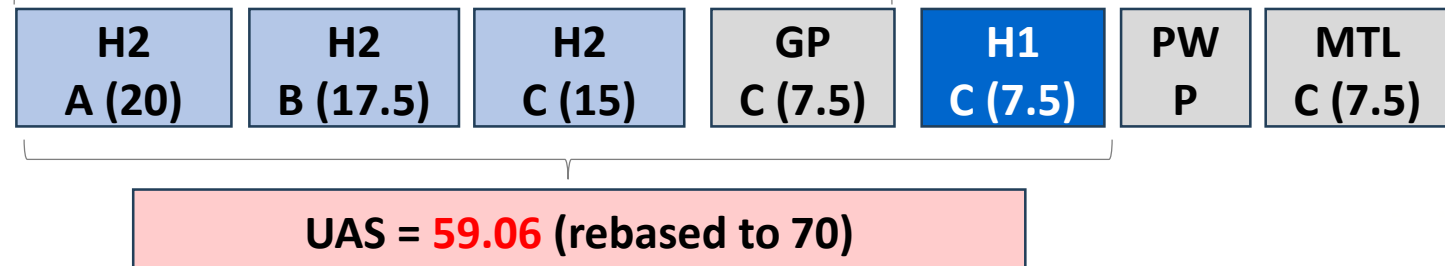 H2 H2 H2 GP H1 PW MTL
A (20) B (17.5) C (15) C (7.5) C (7.5) P C (7.5)
UAS = 59.06 (rebased to 70)